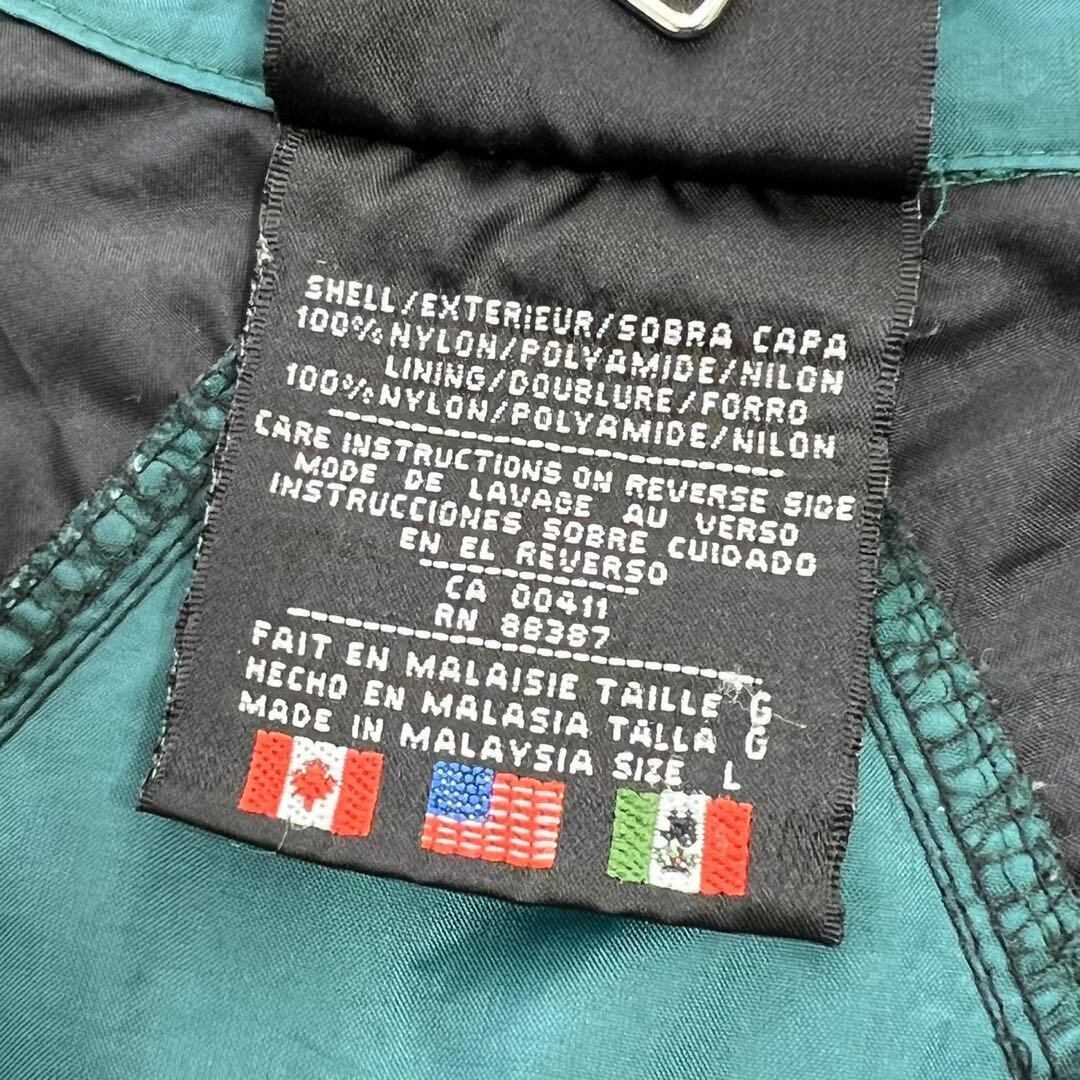 SHELL/EXTERIEUR/SOBRA CAPA
100% NYLON/POLYAMIDE/NILON
LINING/DOUBLURE/FORRO
100% NYLON/POLYAMIDE/NILON
CARE INSTRUCTIONS ON REVERSE SIDE
MODE DE LAVAGE AU VERSO
INSTRUCCIONES SOBRE CUIDADO
EN EL REVERSO
CA 00411
RN 88387
FAIT EN MALAISIE TAILLE G
HECHO EN MALASIA TALLA G
MADE IN MALAYSIA SIZE L